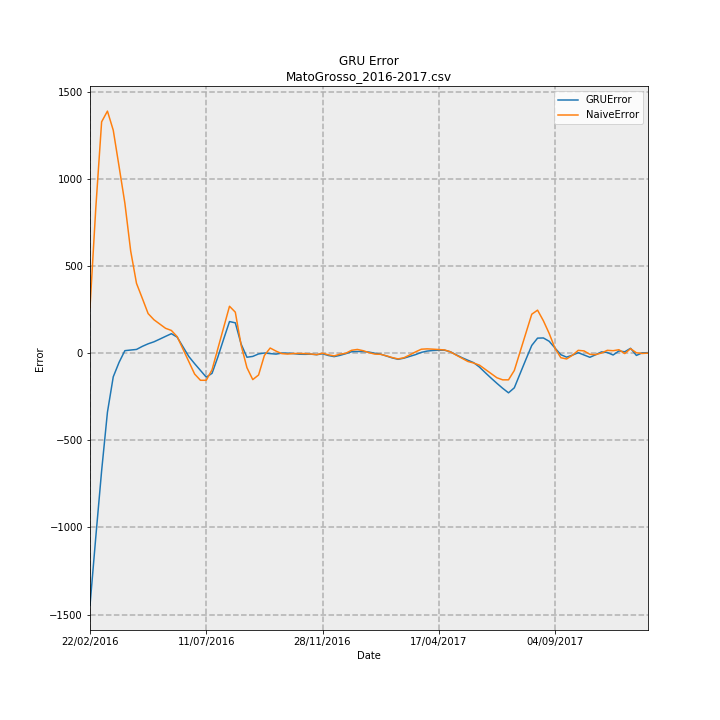 GRU Error
MatoGrosso_2016-2017.csv
GRUError
NaiveError
1500
1000
500
0
−500
−1000
−1500
Error
22/02/2016
11/07/2016
28/11/2016
17/04/2017
04/09/2017
Date